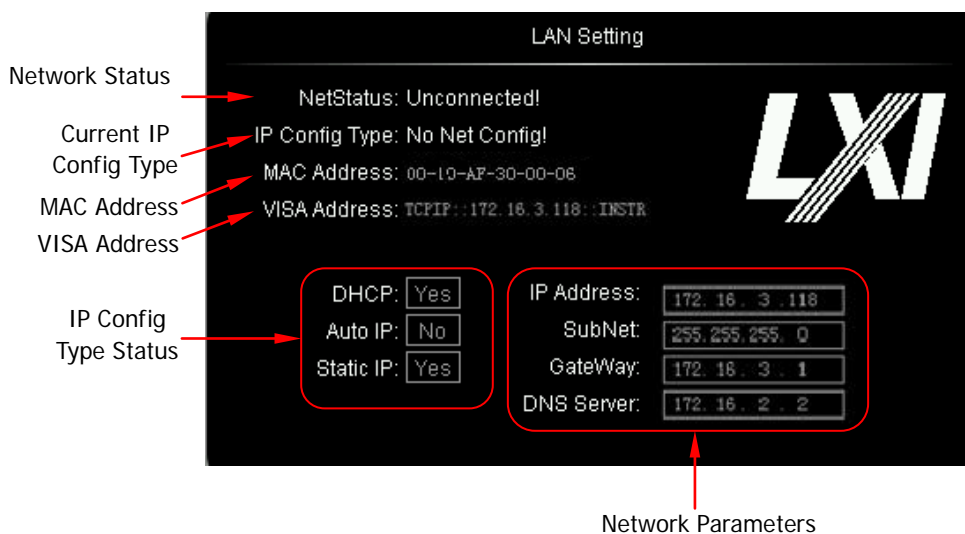 LAN Setting
Network Status
NetStatus: Unconnected!
Current IP
Config Type
IP Config Type: No Net Config!
MAC Address
MAC Address: 00-10-AF-30-00-06
VISA Address
VISA Address: TCPIP::172.16.3.118::INSTR
LXI
IP Config
Type Status
DHCP: Yes
Auto IP: No
Static IP: Yes
IP Address: 172. 16. 3 .118
SubNet: 255.255.255. 0
GateWay: 172. 16. 3 . 1
DNS Server: 172. 16. 2 . 2
Network Parameters